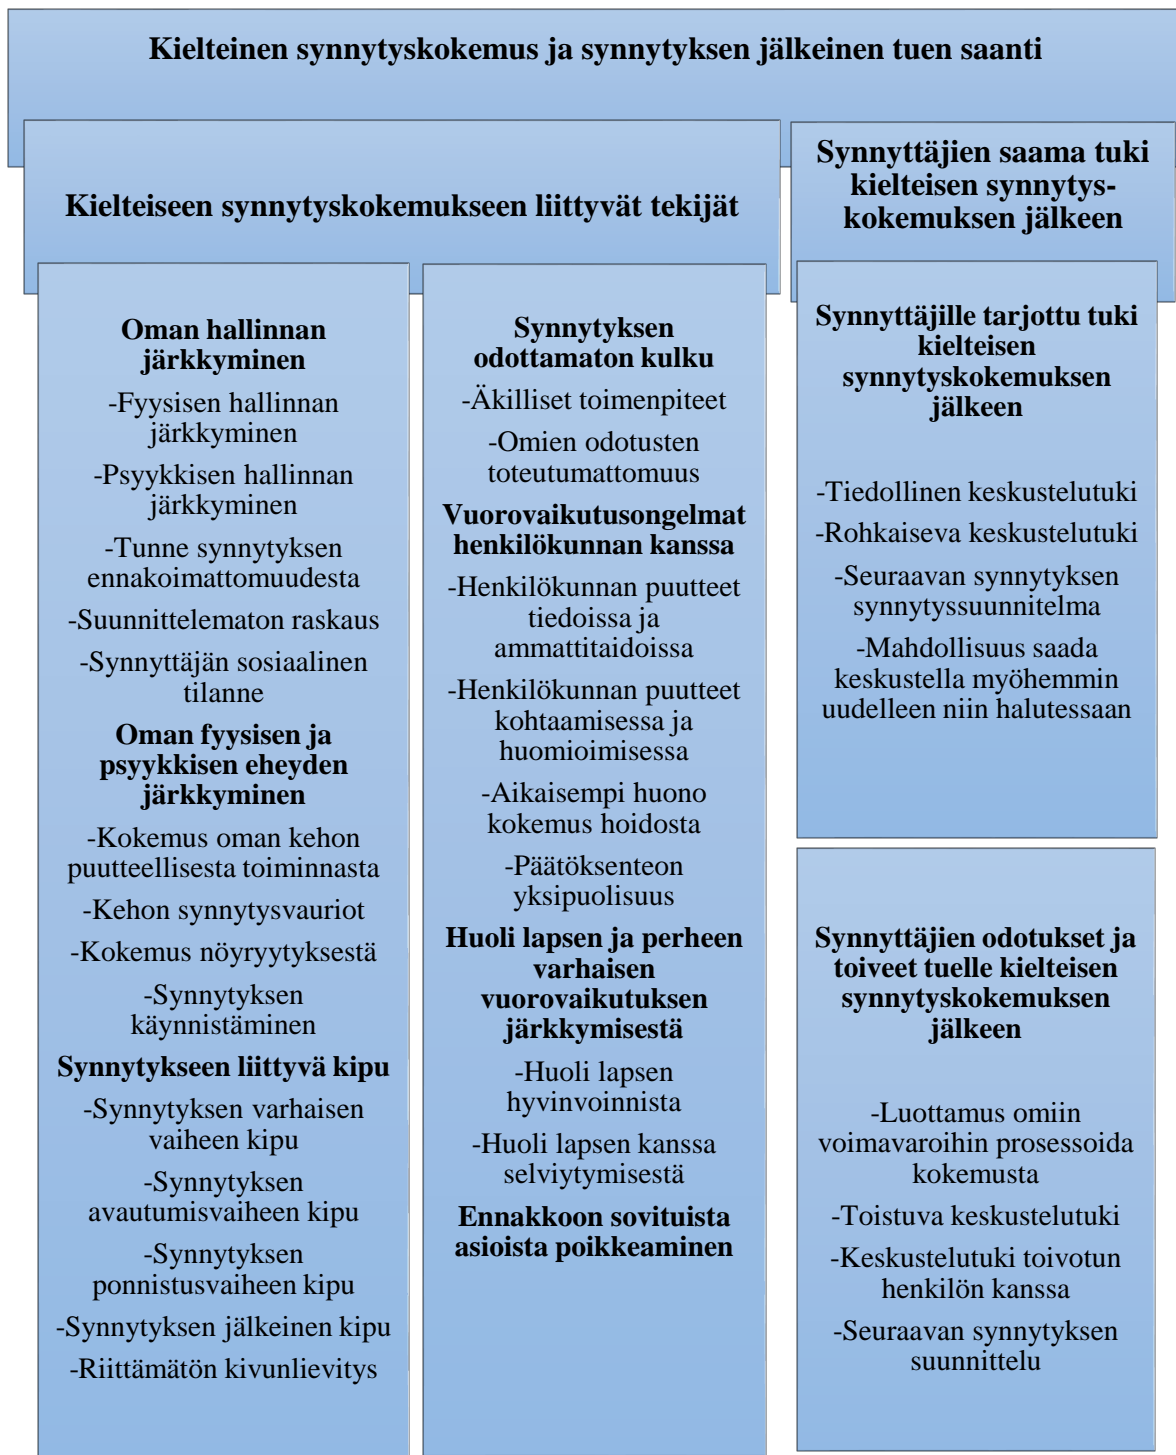 Kielteinen synnytyskokemus ja synnytyksen jälkeinen tuen saanti
Kielteiseen synnytyskokemukseen liittyvät tekijät
Oman hallinnan
järkkyminen
-Fyysisen hallinnan
järkkyminen
-Psyykkisen hallinnan
järkkyminen
-Tunne synnytyksen
ennakoimattomuudesta
-Suunnittelematon raskaus
-Synnyttäjän sosiaalinen
tilanne
Oman fyysisen ja
psyykkisen eheyden
järkkyminen
-Kokemus oman kehon
puutteellisesta toiminnasta
-Kehon synnytysvauriot
-Kokemus nöyryytyksestä
-Synnytyksen
käynnistäminen
Synnytykseen liittyvä kipu
-Synnytyksen varhaisen
vaiheen kipu
-Synnytyksen
avautumisvaiheen kipu
-Synnytyksen
ponnistusvaiheen kipu
-Synnytyksen jälkeinen kipu
-Riittämätön kivunlievitys
Synnytyksen
odottamaton kulku
-Äkilliset toimenpiteet
-Omien odotusten
toteutumattomuus
Vuorovaikutusongelmat
henkilökunnan kanssa
-Henkilökunnan puutteet
tiedoissa ja
ammattitaidoissa
-Henkilökunnan puutteet
kohtaamisessa ja
huomioimisessa
-Aikaisempi huono
kokemus hoidosta
-Päätöksenteon
yksipuolisuus
Huoli lapsen ja perheen
varhaisen
vuorovaikutuksen
järkkymisestä
-Huoli lapsen
hyvinvoinnista
-Huoli lapsen kanssa
selviytymisestä
Ennakkoon sovituista
asioista poikkeaminen
Synnyttäjien saama tuki
kielteisen synnytys-
kokemuksen jälkeen
Synnyttäjille tarjottu tuki
kielteisen
synnytyskokemuksen
jälkeen
-Tiedollinen keskustelutuki
-Rohkaiseva keskustelutuki
-Seuraavan synnytyksen
synnytyssuunnitelma
-Mahdollisuus saada
keskustella myöhemmin
uudelleen niin halutessaan
Synnyttäjien odotukset ja
toiveet tuelle kielteisen
synnytyskokemuksen
jälkeen
-Luottamus omiin
voimavaroihin prosessoida
kokemusta
-Toistuva keskustelutuki
-Keskustelutuki toivotun
henkilön kanssa
-Seuraavan synnytyksen
suunnittelu